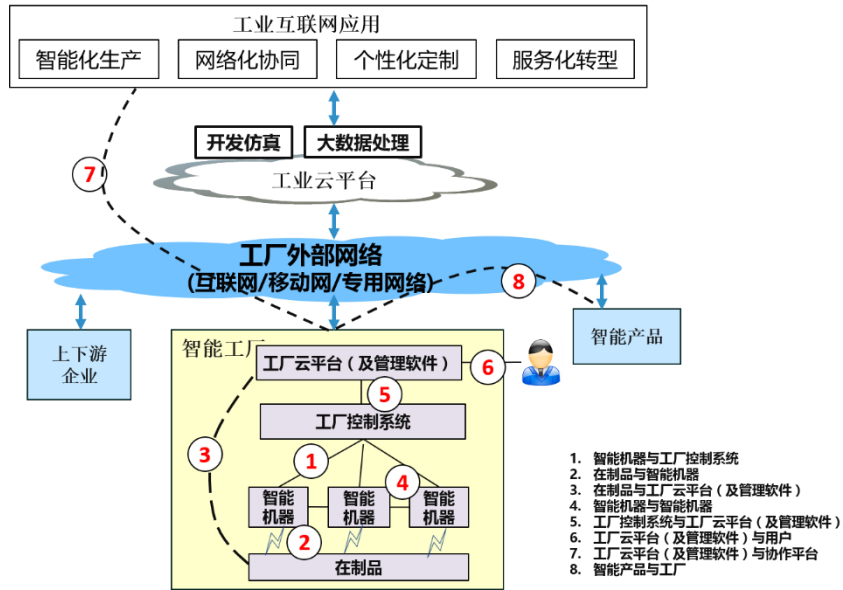 工业互联网应用
智能化生产
网络化协同
个性化定制
服务化转型
开发仿真
大数据处理
7
工业云平台
工厂外部网络
(互联网/移动网/专用网络)
8
上下游
企业
智能产品
智能工厂
工厂云平台（及管理软件）
6
5
工厂控制系统
3
1
4
智能
机器
智能
机器
智能
机器
2
在制品
1. 智能机器与工厂控制系统
2. 在制品与智能机器
3. 在制品与工厂云平台（及管理软件）
4. 智能机器与智能机器
5. 工厂控制系统与工厂云平台（及管理软件）
6. 工厂云平台（及管理软件）与用户
7. 工厂云平台（及管理软件）与协作平台
8. 智能产品与工厂